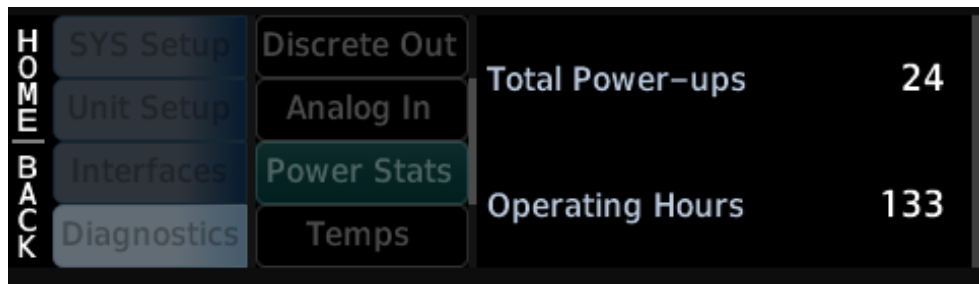 HOME
BACK
SYS Setup
Unit Setup
Interfaces
Diagnostics
Discrete Out
Analog In
Power Stats
Temps
Total Power-ups 24
Operating Hours 133